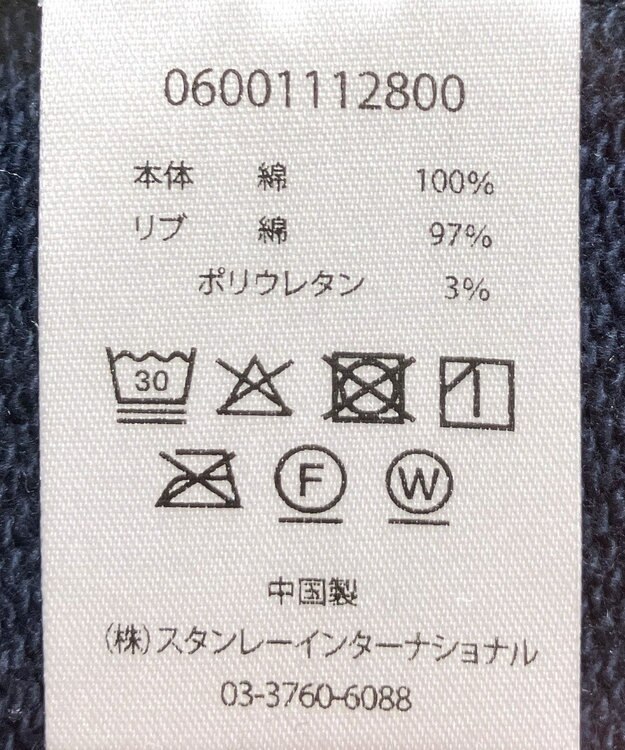 06001112800
本体 綿 100%
リブ 綿 97%
ポリウレタン 3%
30
F W
中国製
(株)スタンレーインターナショナル
03-3760-6088